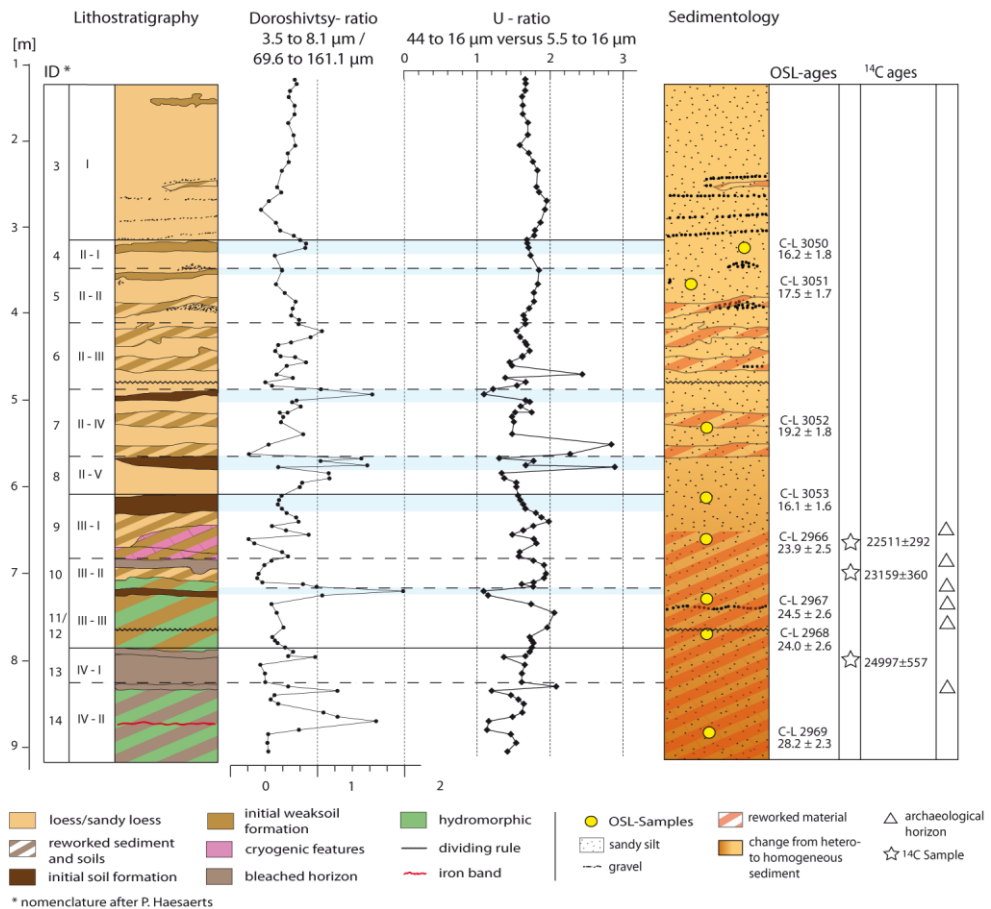 Lithostratigraphy
Doroshivtsy- ratio
3.5 to 8.1 µm /
69.6 to 161.1 µm
U - ratio
44 to 16 µm versus 5.5 to 16 µm
Sedimentology
[m]
ID *
0 1 2 3
OSL-ages
¹⁴C ages
1
2
3
4
5
6
7
8
9
3 I
4 II - I
5 II - II
6 II - III
7 II - IV
8 II - V
9 III - I
10 III - II
11/
12 III - III
13 IV - I
14 IV - II
C-L 3050
16.2 ± 1.8
C-L 3051
17.5 ± 1.7
C-L 3052
19.2 ± 1.8
C-L 3053
16.1 ± 1.6
C-L 2966
23.9 ± 2.5
22511±292
23159±360
C-L 2967
24.5 ± 2.6
C-L 2968
24.0 ± 2.6
24997±557
C-L 2969
28.2 ± 2.3
0 1 2
loess/sandy loess
reworked sediment
and soils
initial soil formation
initial weaksoil
formation
cryogenic features
bleached horizon
hydromorphic
dividing rule
iron band
OSL-Samples
sandy silt
gravel
reworked material
change from hetero-
to homogeneous
sediment
archaeological
horizon
¹⁴C Sample
* nomenclature after P. Haesaerts